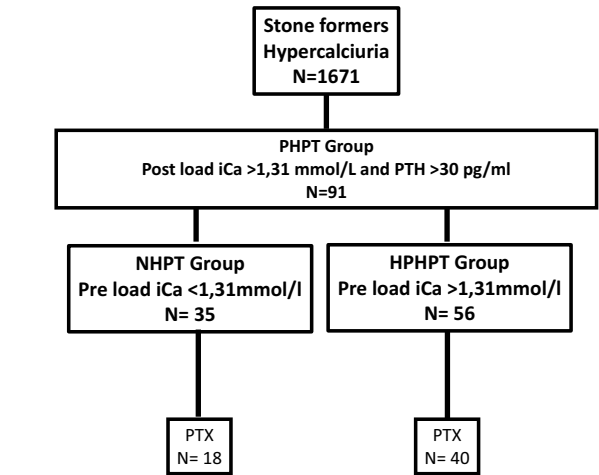 Stone formers
Hypercalciuria
N=1671
PHPT Group
Post load iCa >1,31 mmol/L and PTH >30 pg/ml
N=91
NHPT Group
Pre load iCa <1,31mmol/l
N= 35
HPHPT Group
Pre load iCa >1,31mmol/l
N= 56
PTX
N= 18
PTX
N= 40